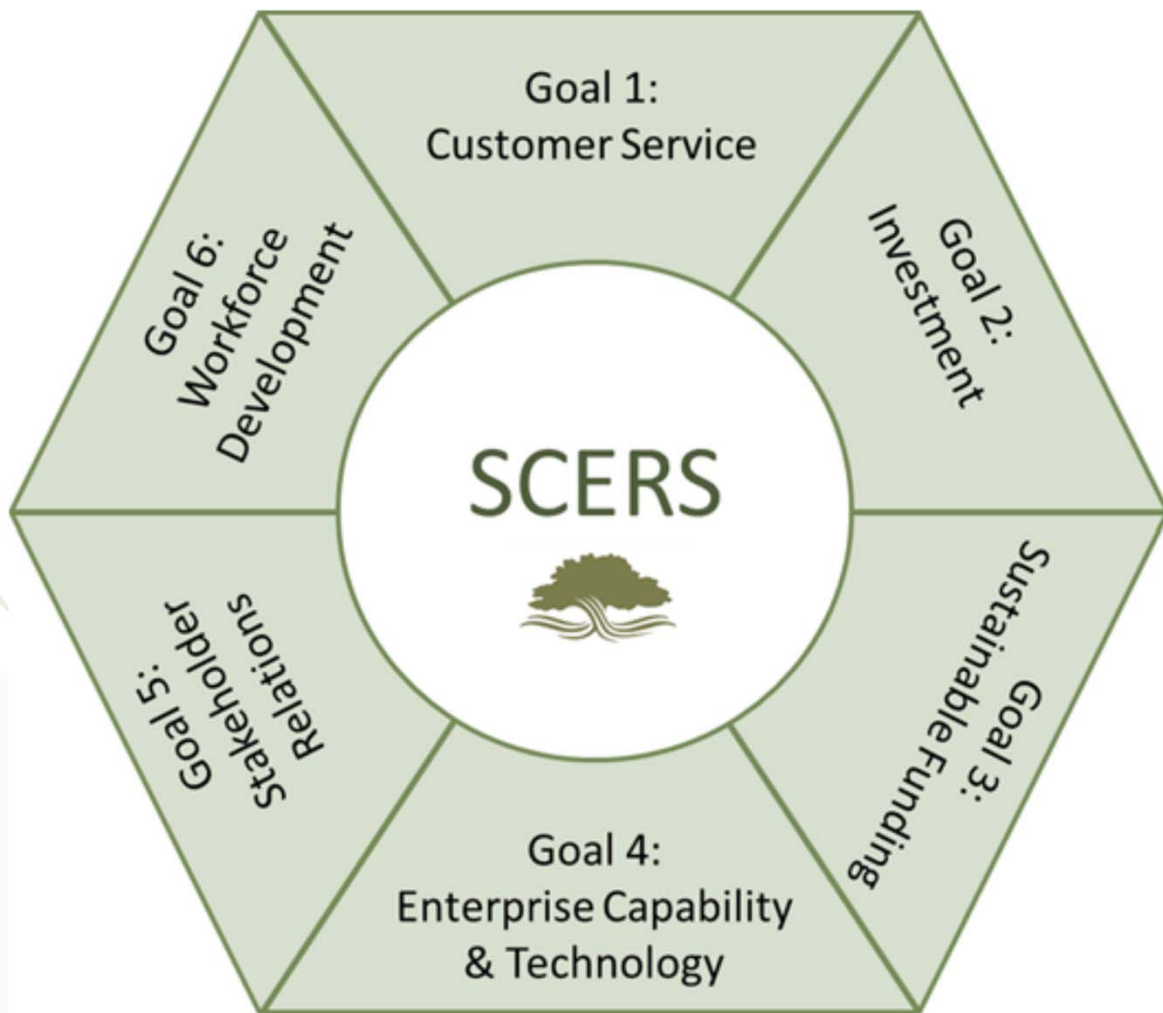 Goal 1:
Customer Service
Goal 2:
Investment
Goal 3:
Sustainable Funding
Goal 4:
Enterprise Capability
& Technology
Goal 5:
Stakeholder
Relations
Goal 6:
Workforce
Development
SCERS